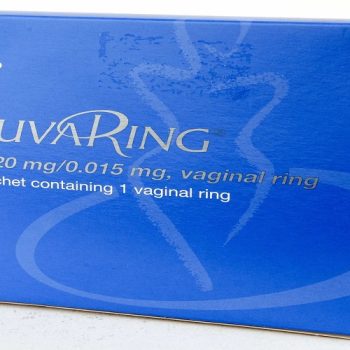 UVARING
20 mg/0.015 mg, vaginal ring
chet containing 1 vaginal ring